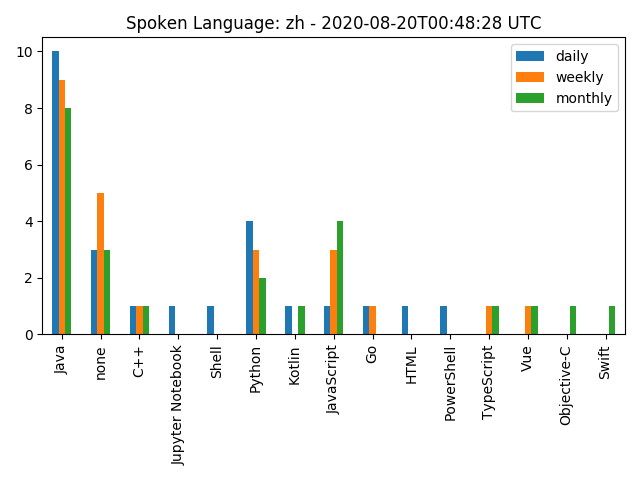 Spoken Language: zh - 2020-08-20T00:48:28 UTC
daily
weekly
monthly
10
8
6
4
2
0
Java
none
C++
Jupyter Notebook
Shell
Python
Kotlin
JavaScript
Go
HTML
PowerShell
TypeScript
Vue
Objective-C
Swift